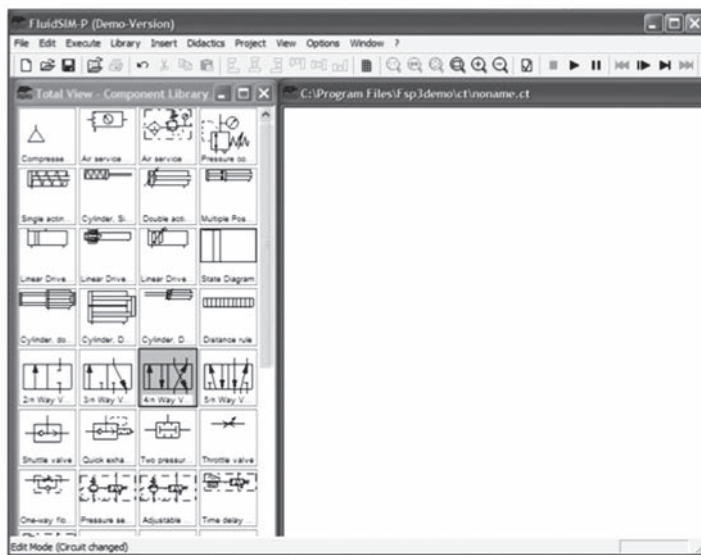 FluidSIM-P (Demo-Version)
File Edit Execute Library Insert Didactics Project View Options Window ?
Total View - Component Library
C:\Program Files\Fsp3demo\ct\noname.ct
Compresse... Air service ... Air service ... Pressure co...
Single actin... Cylinder, Si... Double acti... Multiple Pos...
Linear Drive... Linear Drive... Linear Drive... State Diagram
Cylinder, do... Cylinder, D... Cylinder, D... Distance rule
2/n Way V... 3/n Way V... 4/n Way V... 5/n Way V...
Shuttle valve Quick exha... Two pressur... Throttle valve
One-way flo... Pressure se... Adjustable ... Time delay ...
Edit Mode (Circuit changed)